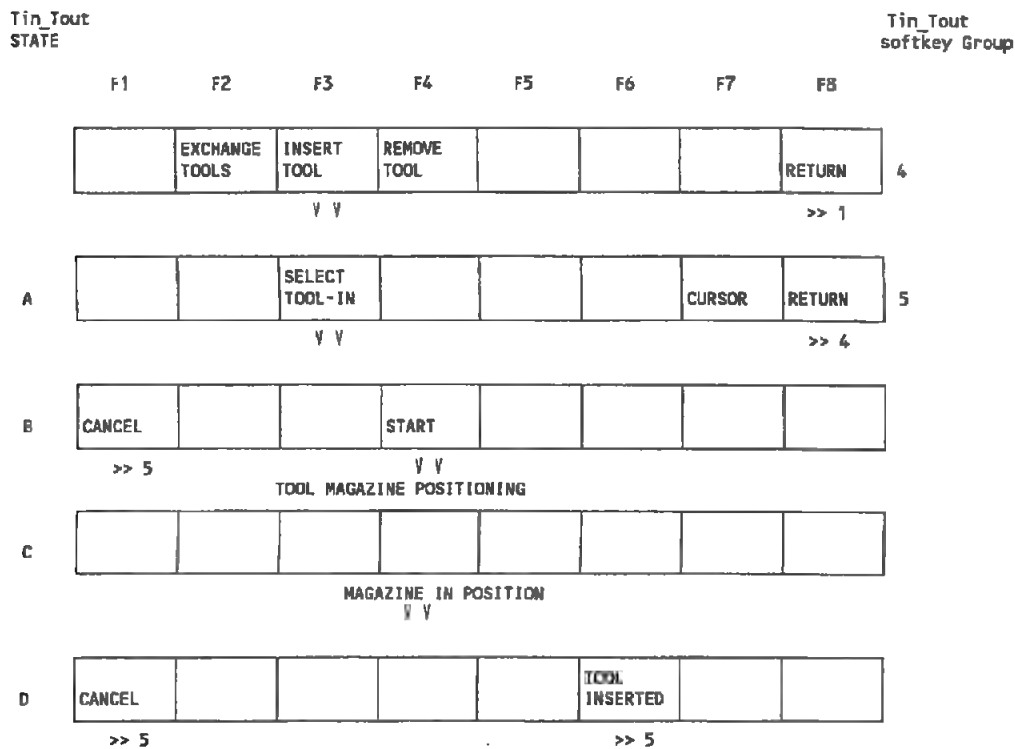 Tin_Tout Tin_Tout
STATE softkey Group
F1 F2 F3 F4 F5 F6 F7 F8
EXCHANGE INSERT REMOVE
TOOLS TOOL TOOL RETURN 4
V V >> 1
SELECT
A TOOL-IN CURSOR RETURN 5
V V >> 4
B CANCEL START
>> 5 V V
TOOL MAGAZINE POSITIONING
C
MAGAZINE IN POSITION
V V
TOOL
D CANCEL INSERTED
>> 5 >> 5